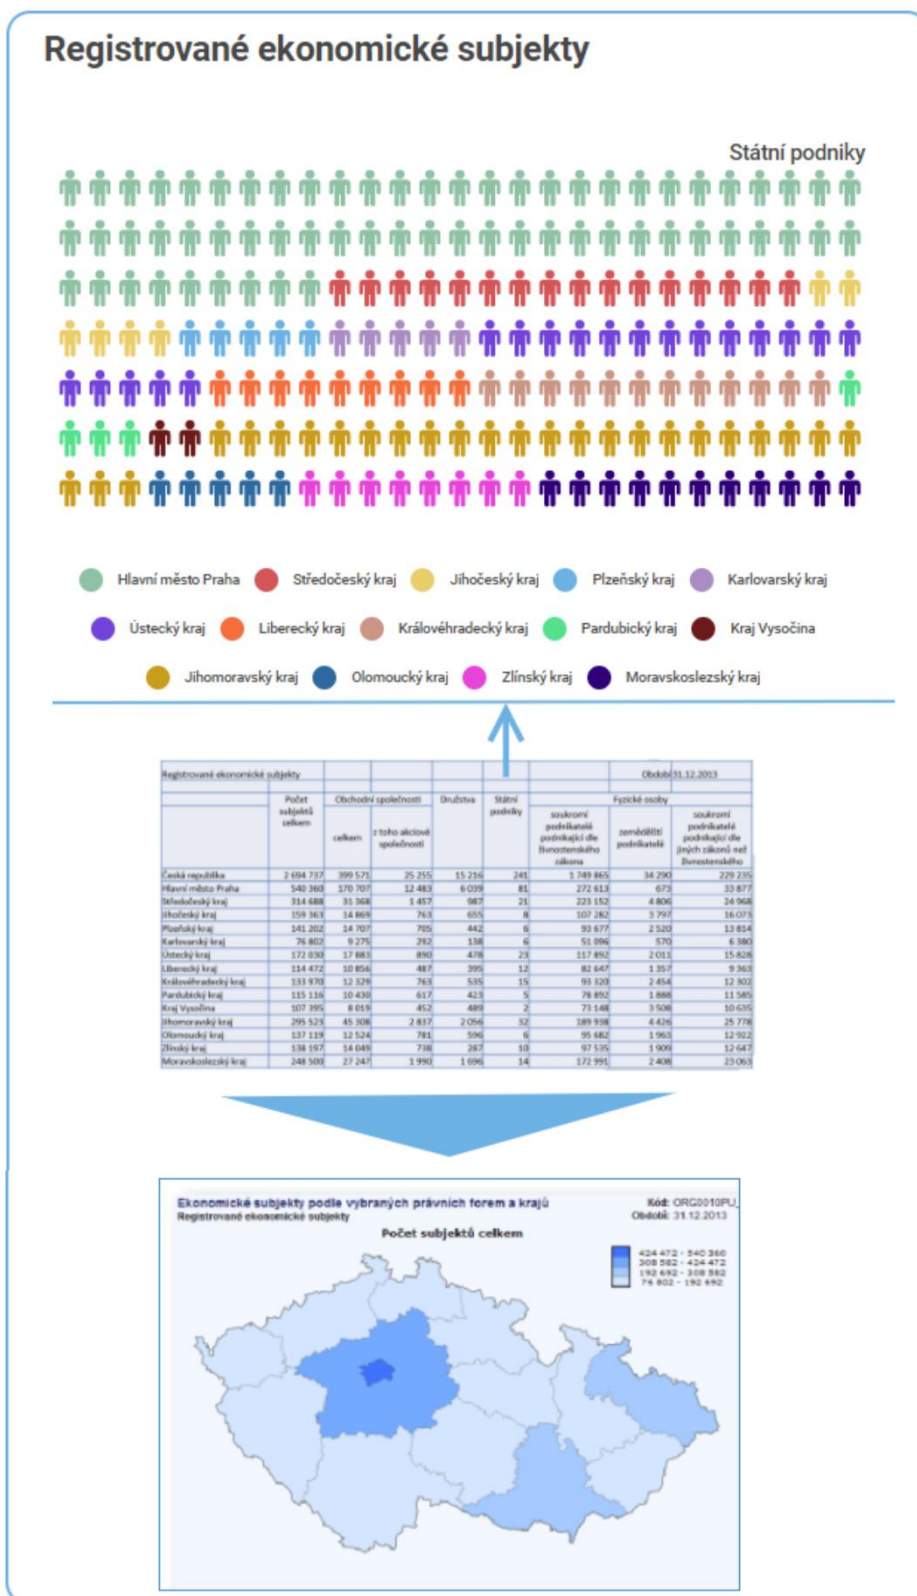 Registrované ekonomické subjekty
Státní podniky
Hlavní město Praha Středočeský kraj Jihočeský kraj Plzeňský kraj Karlovarský kraj
Ústecký kraj Liberecký kraj Královéhradecký kraj Pardubický kraj Kraj Vysočina
Jihomoravský kraj Olomoucký kraj Zlínský kraj Moravskoslezský kraj
Registrované ekonomické subjekty Období 31.12.2013
Počet subjektů celkem Obchodní společnosti Družstva Státní podniky Fyzické osoby
celkem z toho akciové společnosti soukromí podnikatelé podnikající dle živnostenského zákona zemědělští podnikatelé soukromí podnikatelé podnikající dle jiných zákonů než živnostenského
Česká republika 2 694 737 399 571 25 255 15 216 241 1 749 865 34 290 229 235
Hlavní město Praha 540 360 170 707 12 483 6 039 81 272 613 673 33 877
Středočeský kraj 314 688 31 368 1 457 987 21 223 152 4 806 24 968
Jihočeský kraj 159 363 14 869 763 655 8 107 282 3 797 16 073
Plzeňský kraj 141 202 14 707 705 442 6 93 677 2 520 13 814
Karlovarský kraj 76 802 9 275 292 138 6 51 096 570 6 380
Ústecký kraj 172 030 17 883 890 478 23 117 892 2 011 15 828
Liberecký kraj 114 472 10 856 487 395 12 82 647 1 357 9 363
Královéhradecký kraj 133 970 12 329 763 535 15 93 320 2 454 12 302
Pardubický kraj 115 116 10 430 617 423 5 78 892 1 888 11 585
Kraj Vysočina 107 395 8 019 452 489 2 73 148 3 508 10 635
Jihomoravský kraj 295 523 45 308 2 837 2 056 32 189 938 4 426 25 778
Olomoucký kraj 137 119 12 524 781 596 6 95 682 1 963 12 922
Zlínský kraj 138 197 14 049 738 287 10 97 535 1 909 12 647
Moravskoslezský kraj 248 500 27 247 1 990 1 696 14 172 991 2 408 23 063
Ekonomické subjekty podle vybraných právních forem a krajů Kód: ORG0010PU_
Registrované ekonomické subjekty Období: 31.12.2013
Počet subjektů celkem
424 472 - 540 360
308 582 - 424 472
192 692 - 308 582
76 802 - 192 692